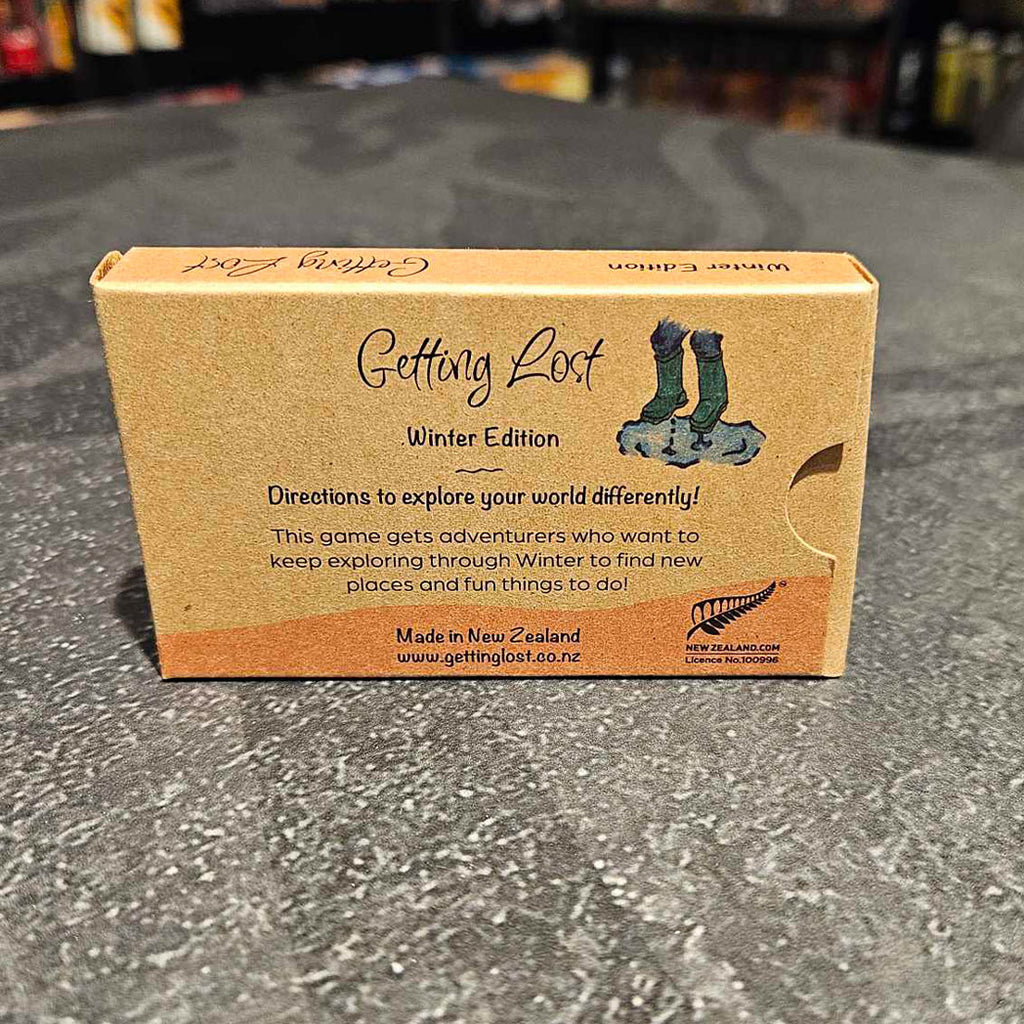 Getting Lost
Winter Edition
Getting Lost
Winter Edition
Directions to explore your world differently!
This game gets adventurers who want to
keep exploring through Winter to find new
places and fun things to do!
Made in New Zealand
www.gettinglost.co.nz
®
NEW ZEALAND.COM
Licence No.100996